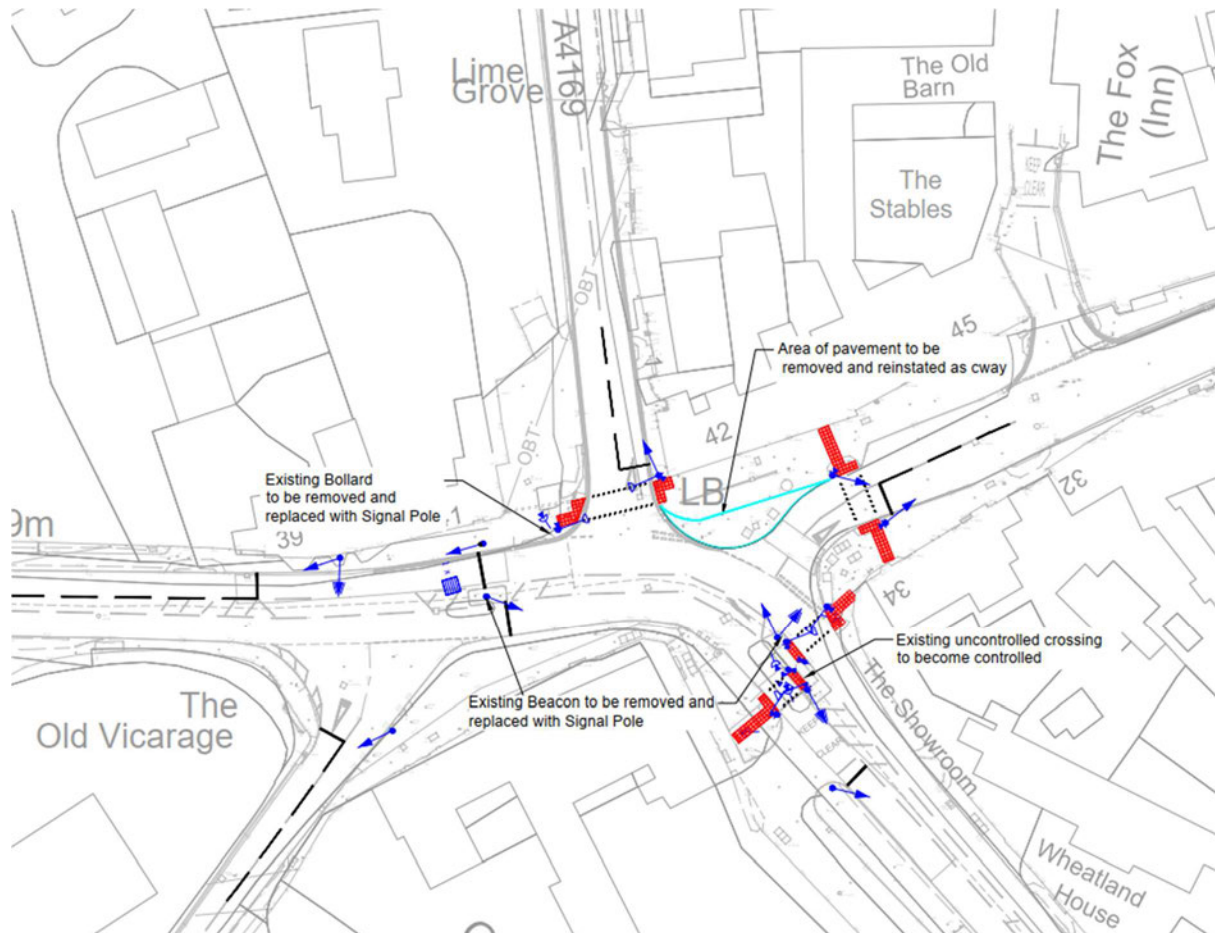 Lime
Grove
A4169
The Old
Barn
The Fox
(Inn)
KEEP
CLEAR
The
Stables
OBT
45
Area of pavement to be
removed and reinstated as cway
42
OBT
Existing Bollard
to be removed and
replaced with Signal Pole
LB
32
9m
41
39
34
Existing uncontrolled crossing
to become controlled
Existing Beacon to be removed and
replaced with Signal Pole
The
Old Vicarage
KEEP
CLEAR
The Showroom
Wheatland
House